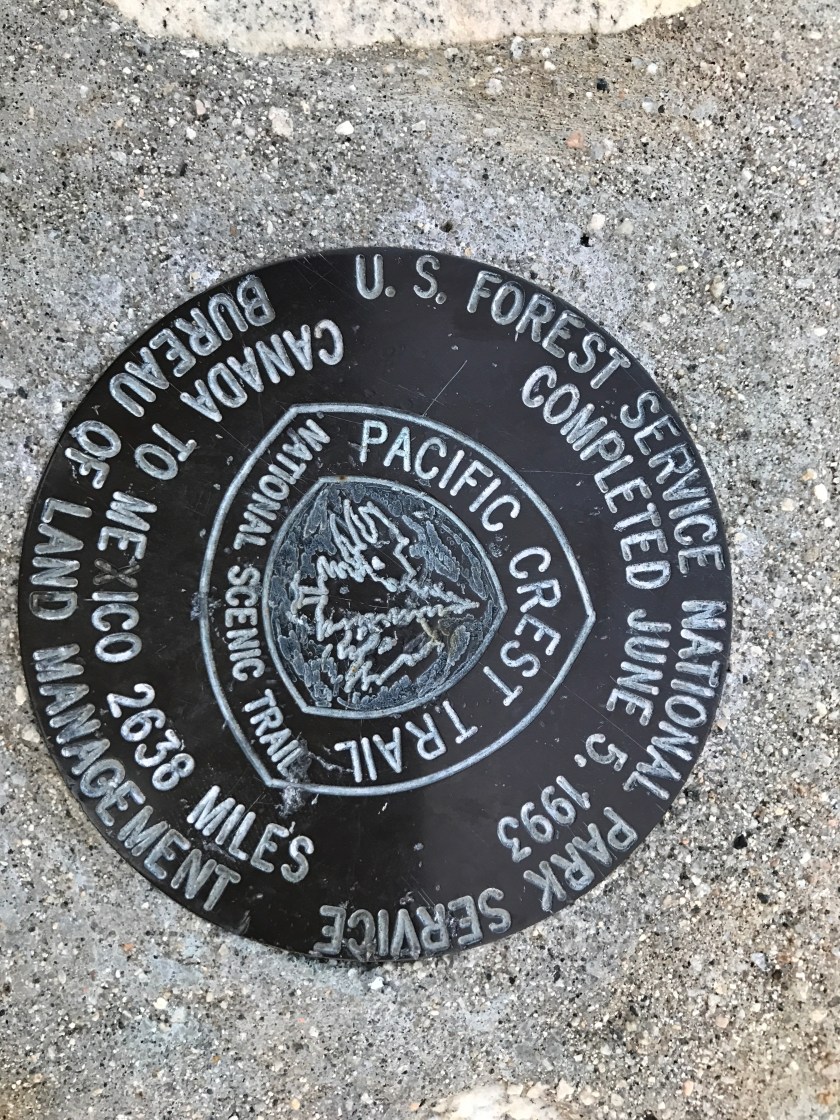 U. S. FOREST SERVICE NATIONAL PARK SERVICE
COMPLETED JUNE 5, 1993
PACIFIC CREST TRAIL
NATIONAL SCENIC TRAIL
CANADA TO MEXICO 2638 MILES
BUREAU OF LAND MANAGEMENT